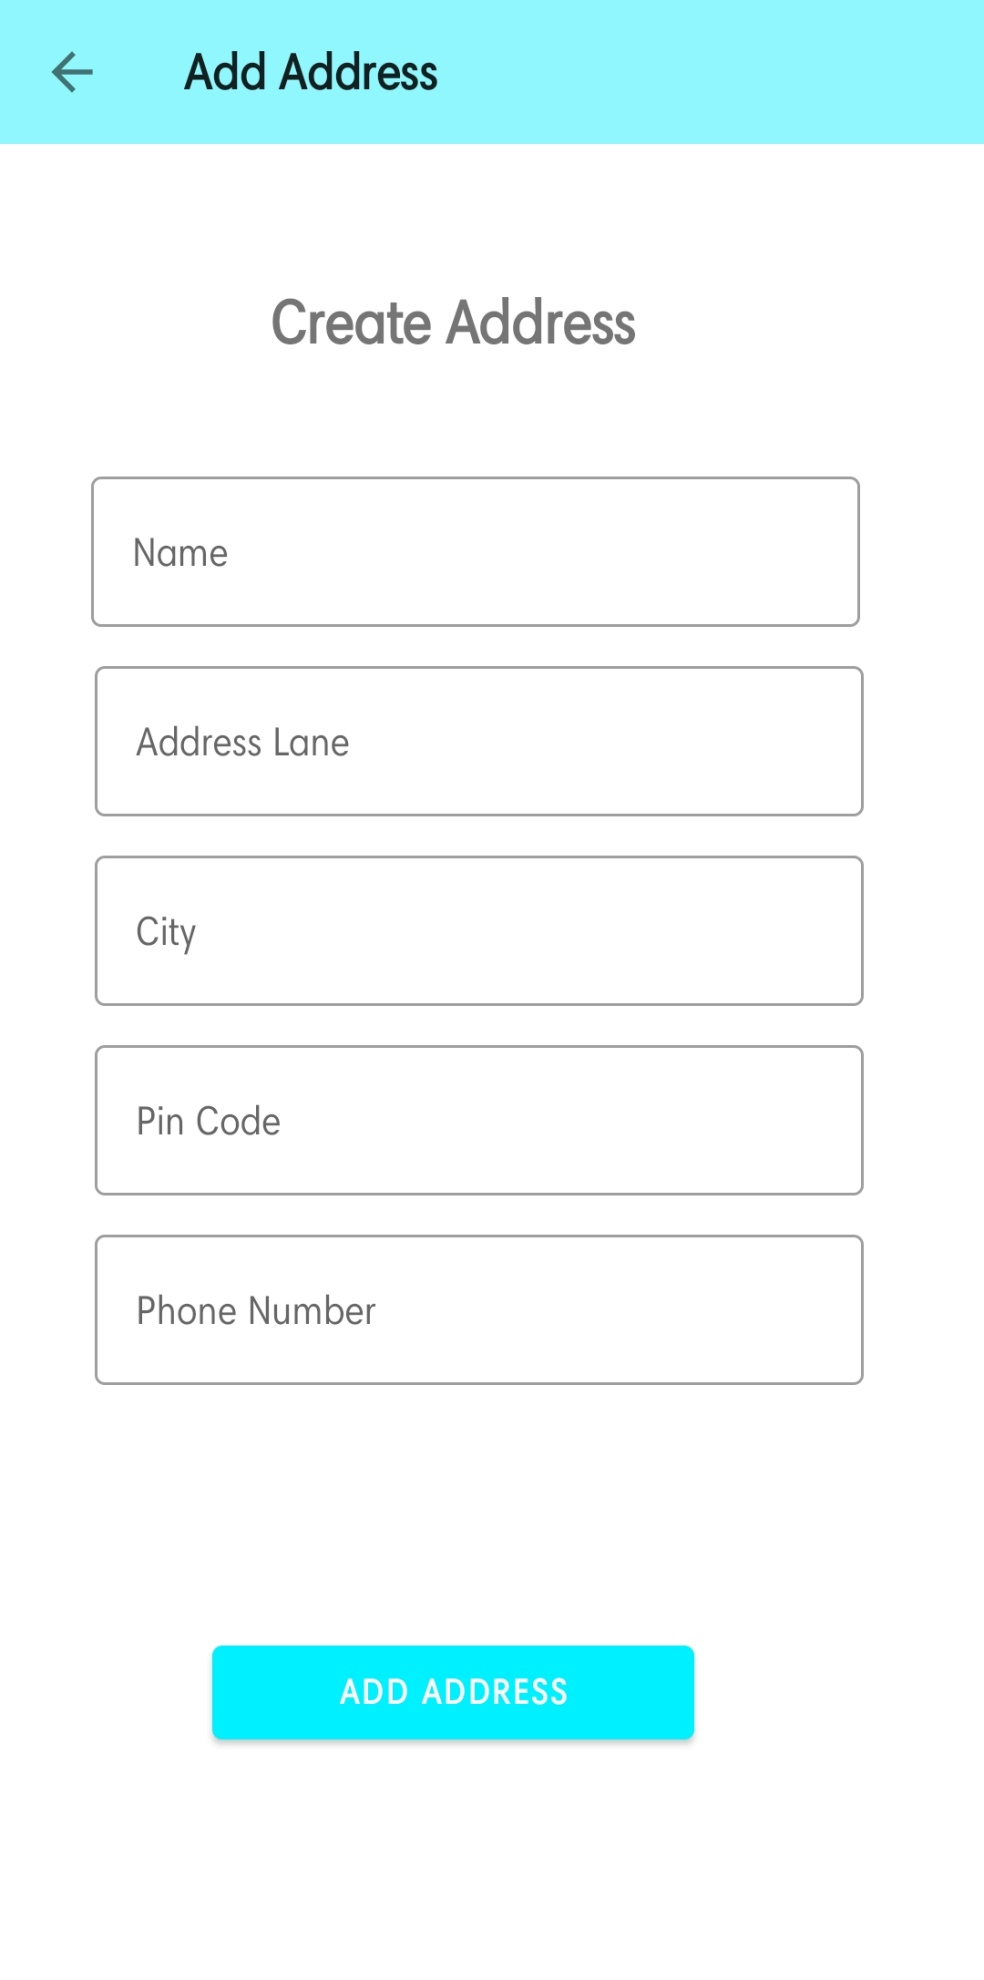 Add Address
Create Address
Name
Address Lane
City
Pin Code
Phone Number
ADD ADDRESS